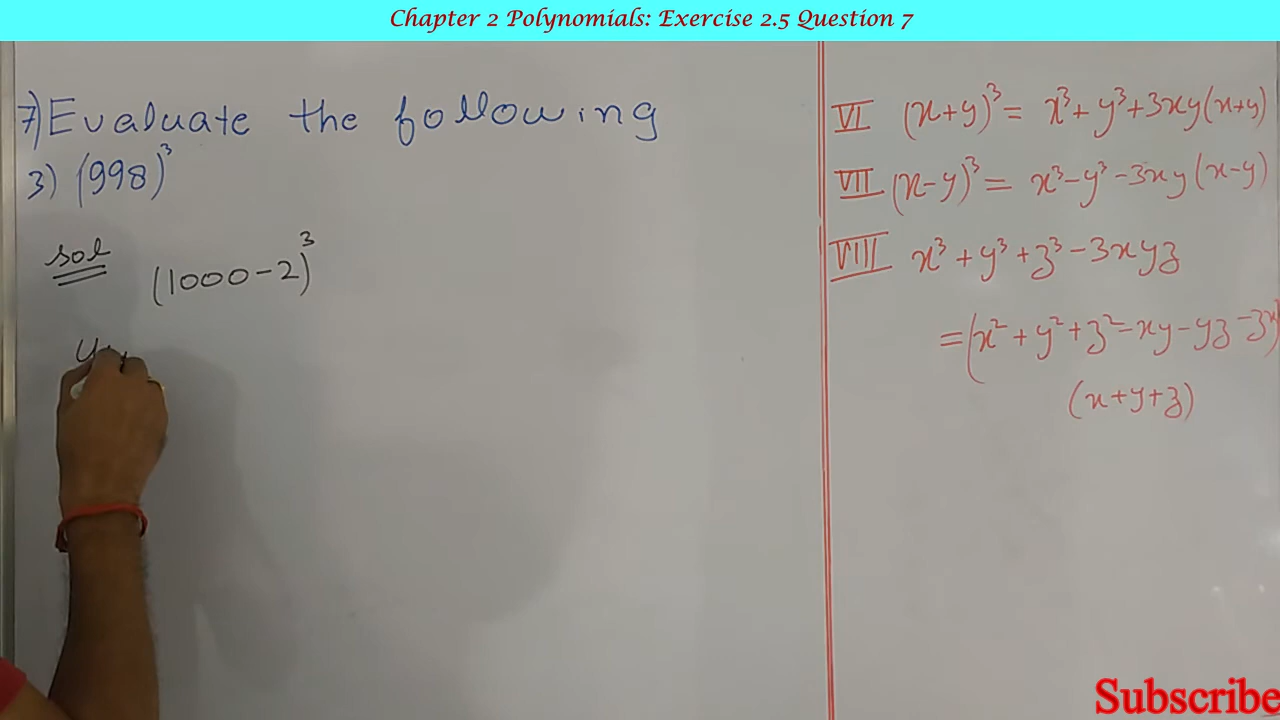 Chapter 2 Polynomials: Exercise 2.5 Question 7
7) Evaluate the following
3) (998)³
sol (1000-2)³
VI (x+y)³ = x³+y³+3xy(x+y)
VII (x-y)³ = x³-y³-3xy(x-y)
VIII x³+y³+z³-3xyz
=(x²+y²+z²-xy-yz-zx)
(x+y+z)
Subscribe